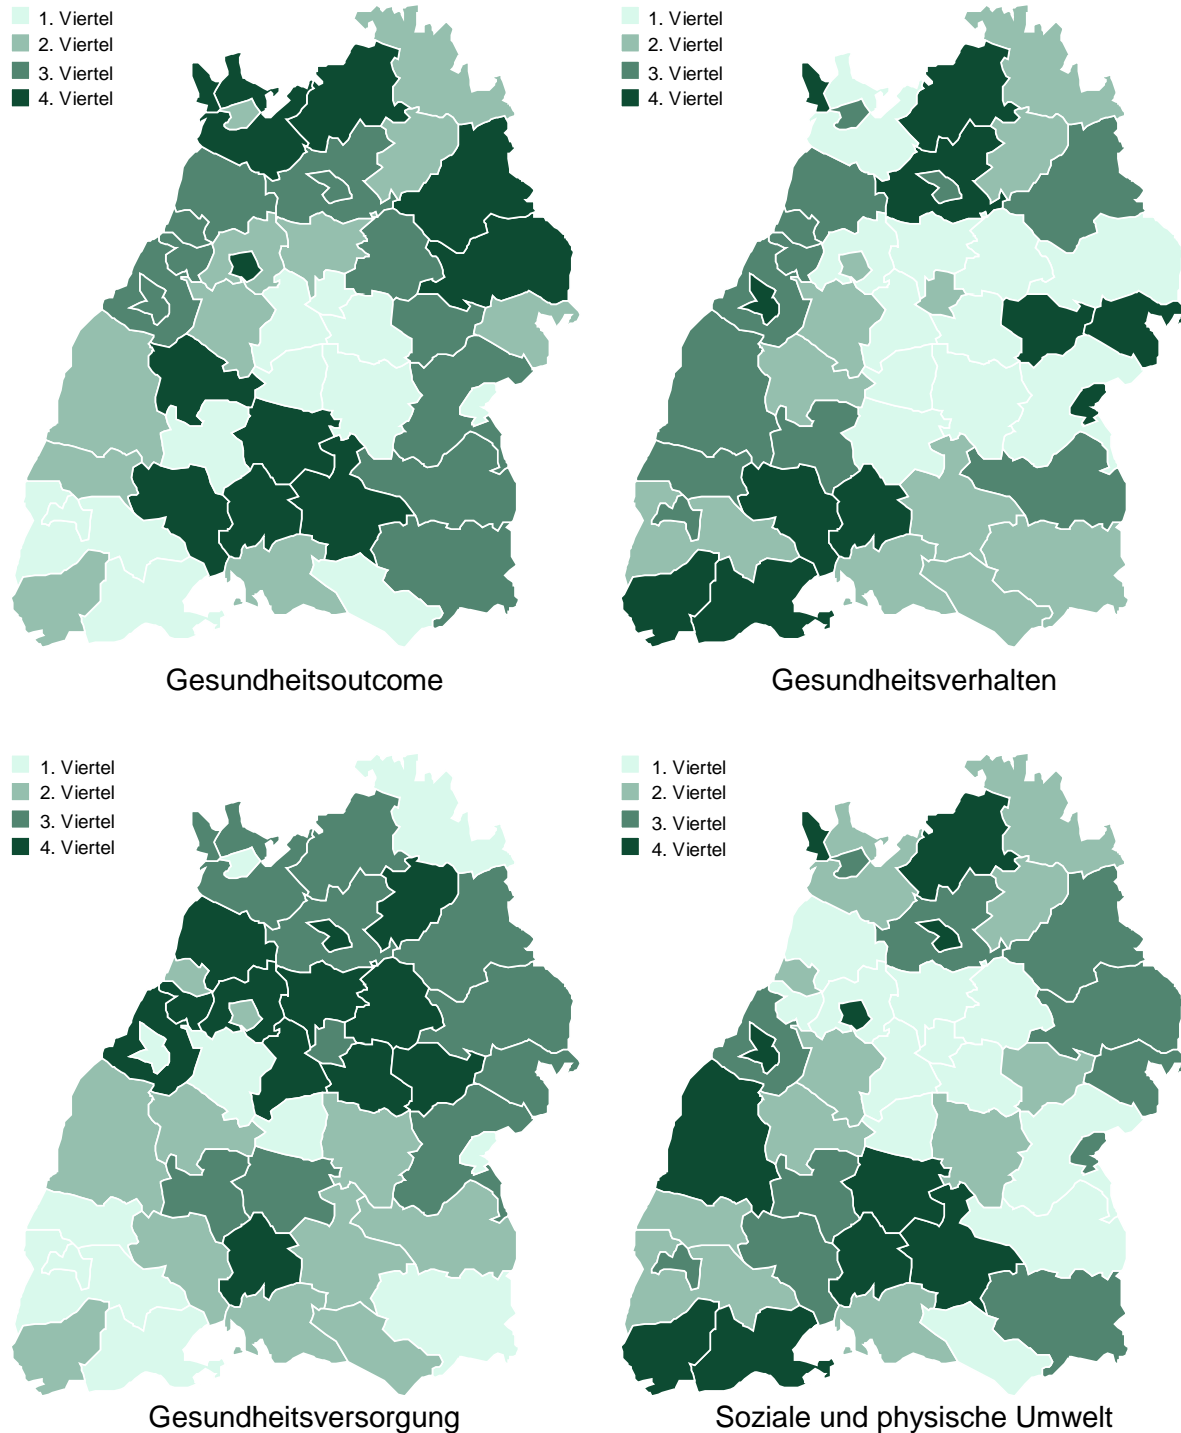 1. Viertel
2. Viertel
3. Viertel
4. Viertel
Gesundheitsoutcome
1. Viertel
2. Viertel
3. Viertel
4. Viertel
Gesundheitsverhalten
1. Viertel
2. Viertel
3. Viertel
4. Viertel
Gesundheitsversorgung
1. Viertel
2. Viertel
3. Viertel
4. Viertel
Soziale und physische Umwelt